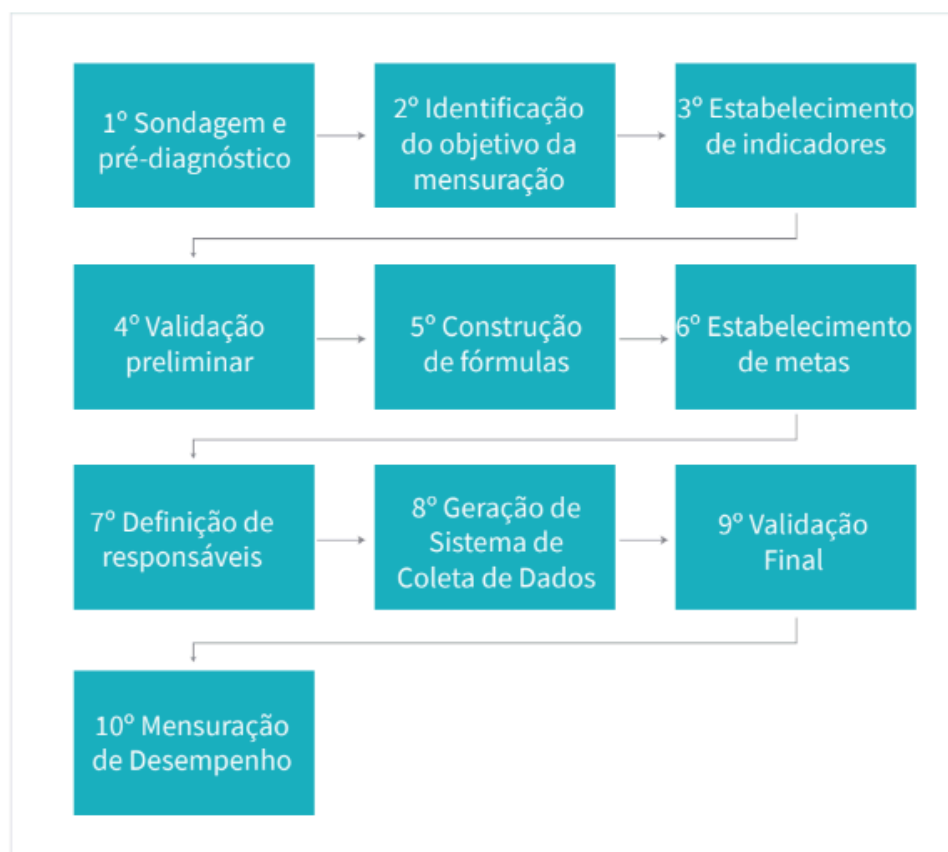 1º Sondagem e
pré-diagnóstico
2º Identificação
do objetivo da
mensuração
3º Estabelecimento
de indicadores
4º Validação
preliminar
5º Construção
de fórmulas
6º Estabelecimento
de metas
7º Definição de
responsáveis
8º Geração de
Sistema de
Coleta de Dados
9º Validação
Final
10º Mensuração
de Desempenho